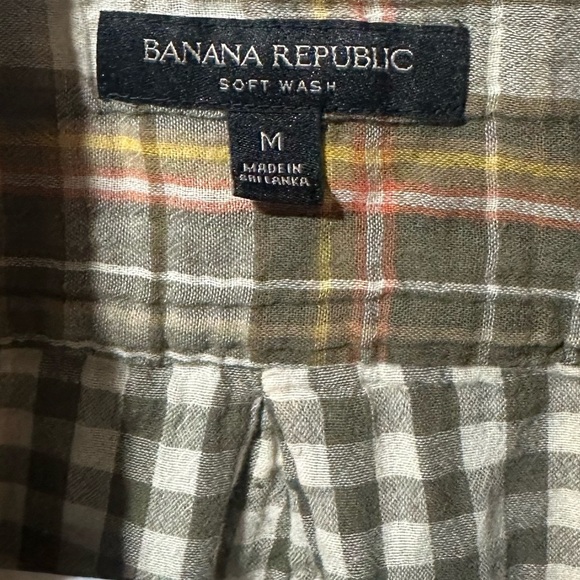 BANANA REPUBLIC
SOFT WASH
M
MADE IN
SRI LANKA